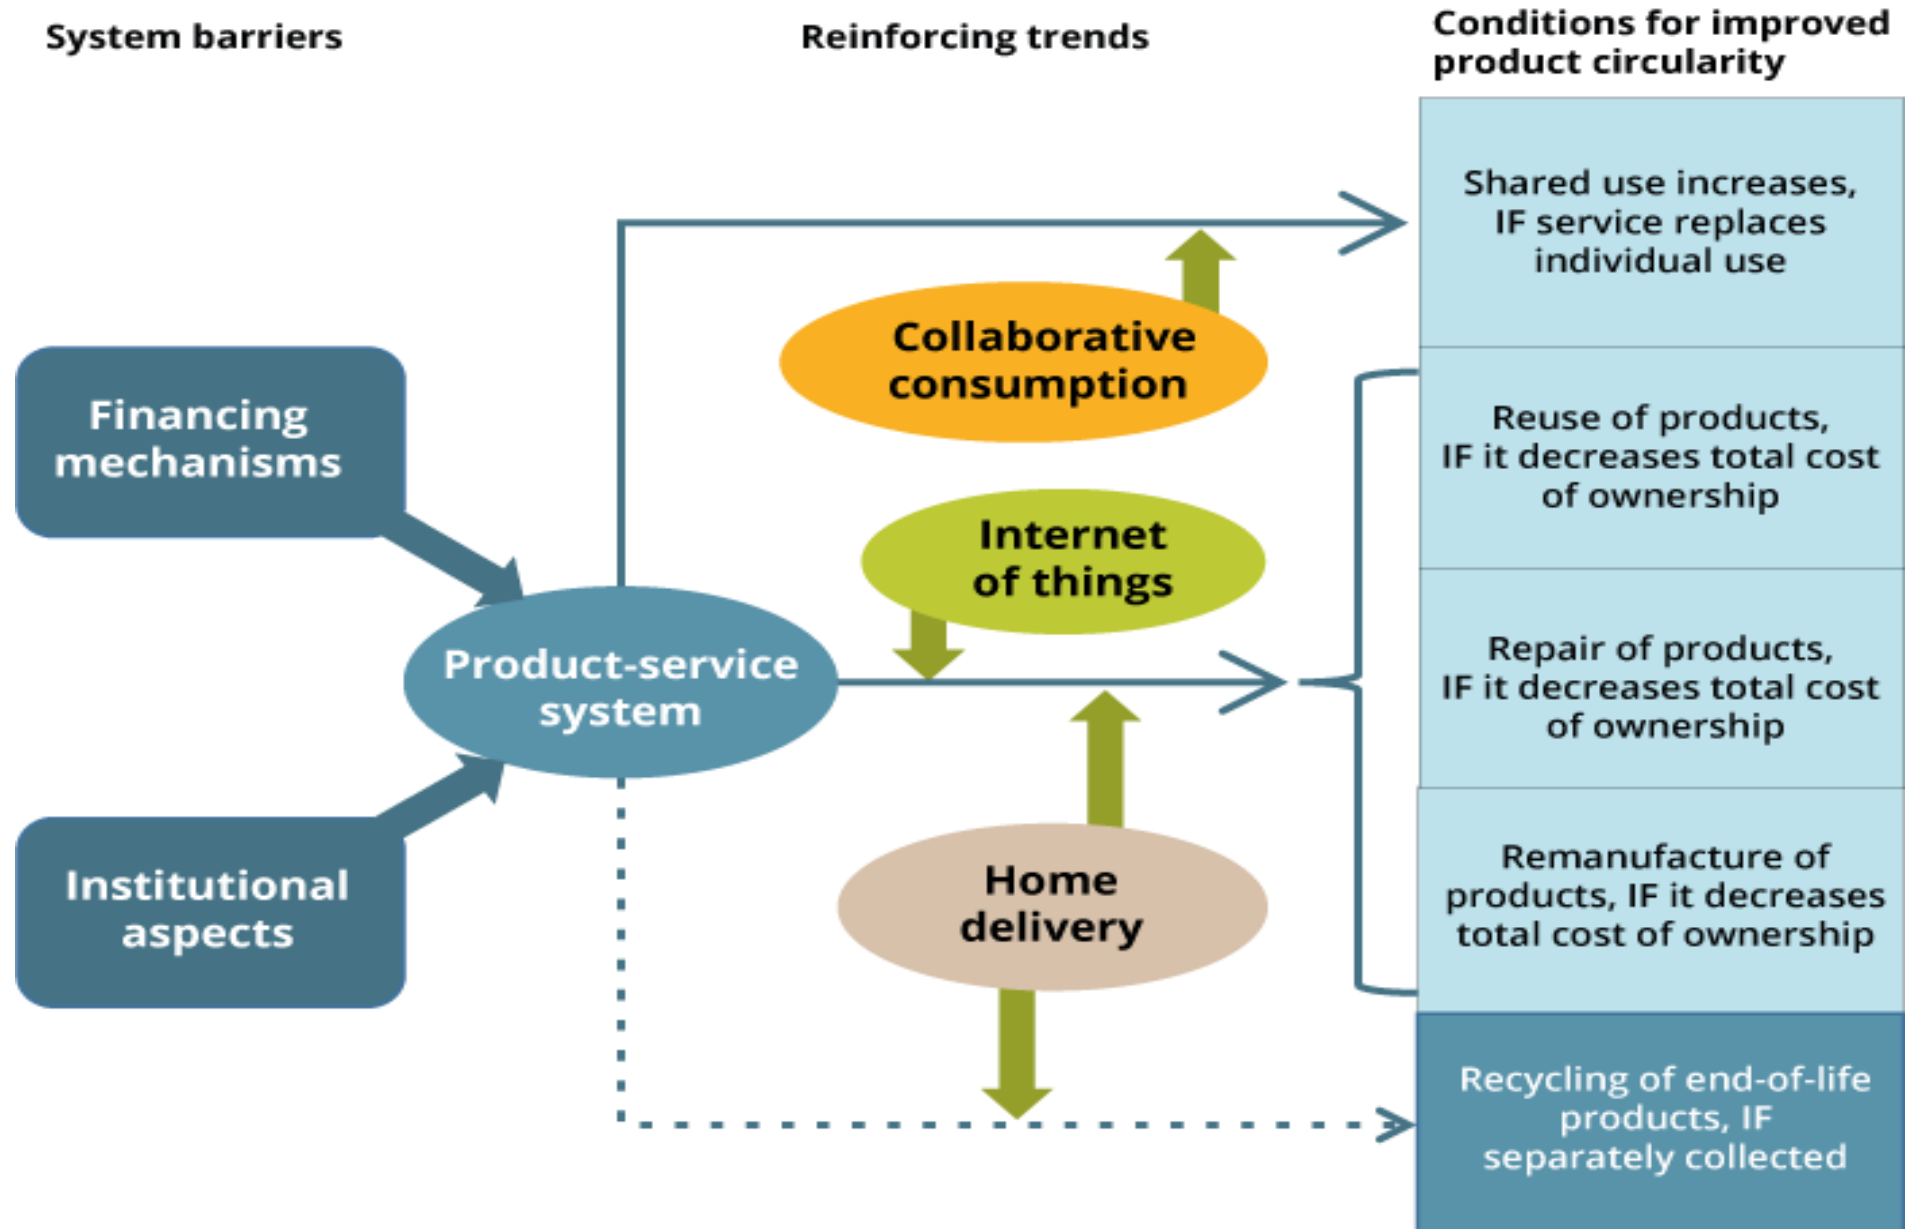 System barriers
Reinforcing trends
Conditions for improved
product circularity
Shared use increases,
IF service replaces
individual use
Collaborative
consumption
Financing
mechanisms
Reuse of products,
IF it decreases total cost
of ownership
Internet
of things
Product-service
system
Repair of products,
IF it decreases total cost
of ownership
Institutional
aspects
Home
delivery
Remanufacture of
products, IF it decreases
total cost of ownership
Recycling of end-of-life
products, IF
separately collected